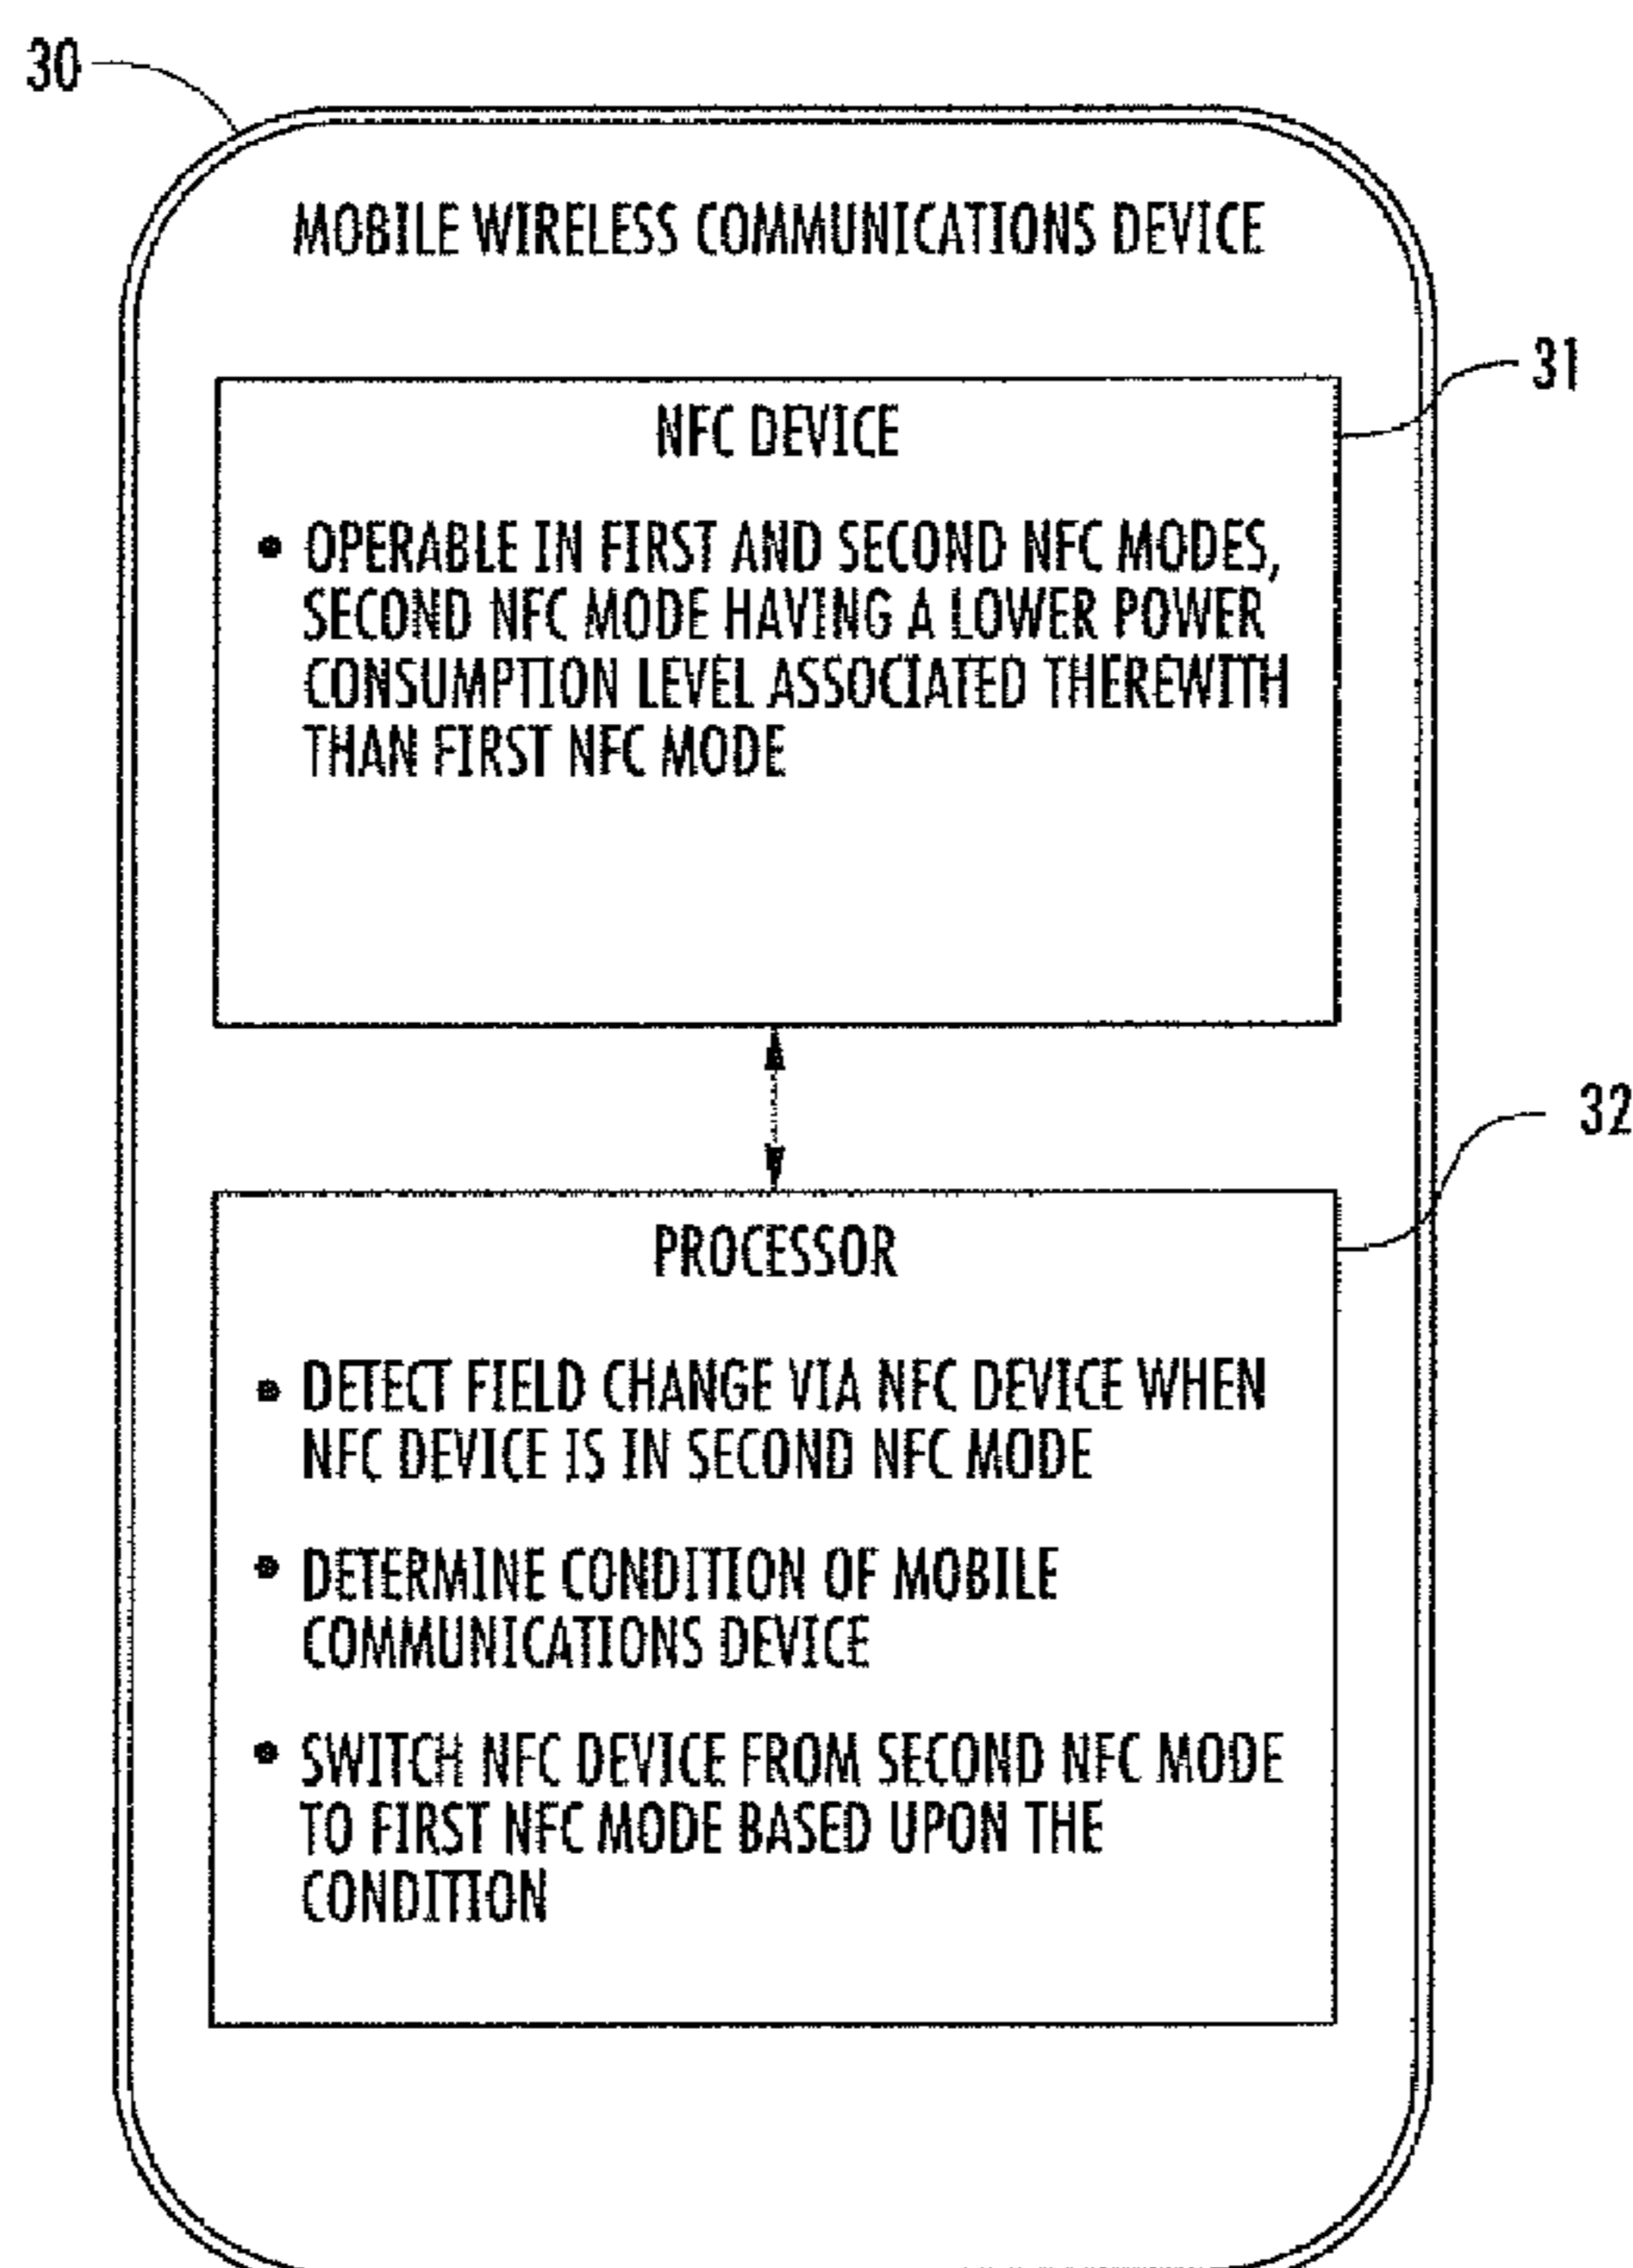 30
MOBILE WIRELESS COMMUNICATIONS DEVICE
31
NFC DEVICE
• OPERABLE IN FIRST AND SECOND NFC MODES,
SECOND NFC MODE HAVING A LOWER POWER
CONSUMPTION LEVEL ASSOCIATED THEREWITH
THAN FIRST NFC MODE
32
PROCESSOR
• DETECT FIELD CHANGE VIA NFC DEVICE WHEN
NFC DEVICE IS IN SECOND NFC MODE
• DETERMINE CONDITION OF MOBILE
COMMUNICATIONS DEVICE
• SWITCH NFC DEVICE FROM SECOND NFC MODE
TO FIRST NFC MODE BASED UPON THE
CONDITION